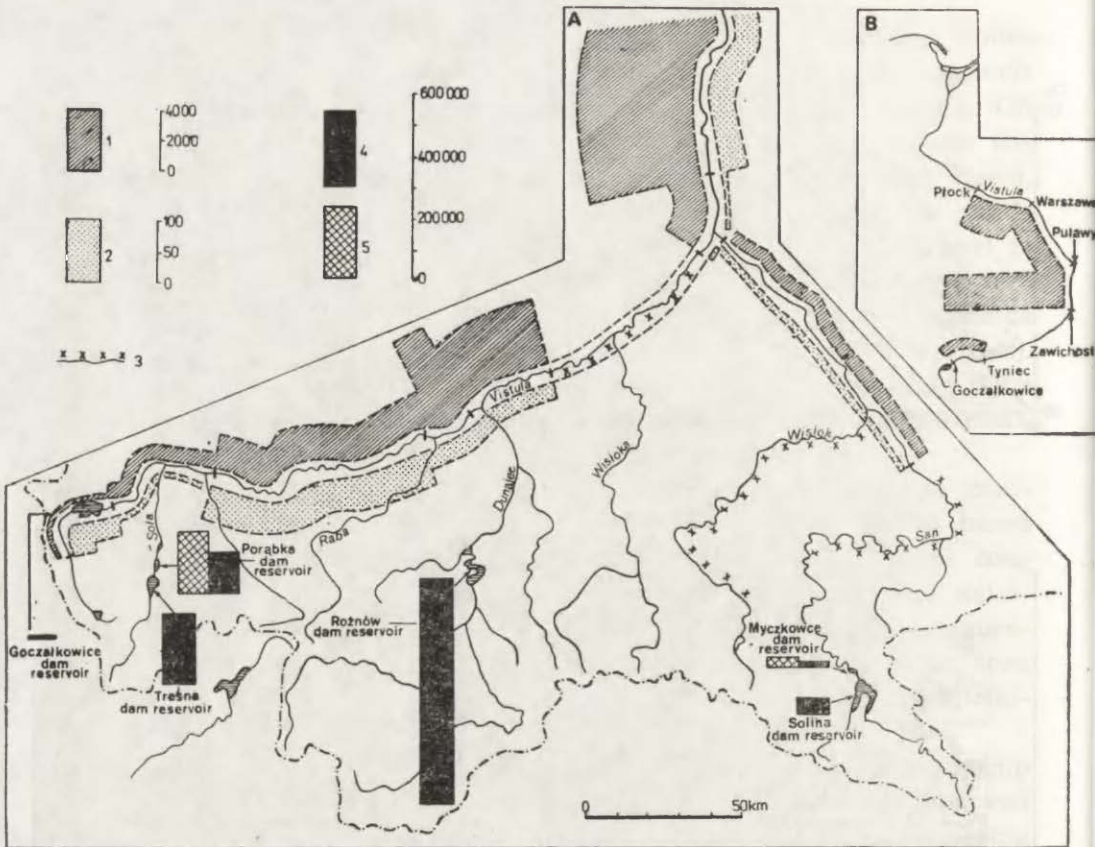 A
B
1
4000
2000
0
2
100
50
0
3
4
5
600000
400000
200000
0
Płock
Vistula
Warszawa
Puławy
Zawichost
Tyniec
Goczałkowice
Vistula
Soła
Raba
Dunajec
Wisłoka
Wisłok
San
Porąbka
dam
reservoir
Goczałkowice
dam
reservoir
Tresna
dam reservoir
Rożnów
dam reservoir
Myczkowce
dam
reservoir
Solina
dam reservoir
0
50km